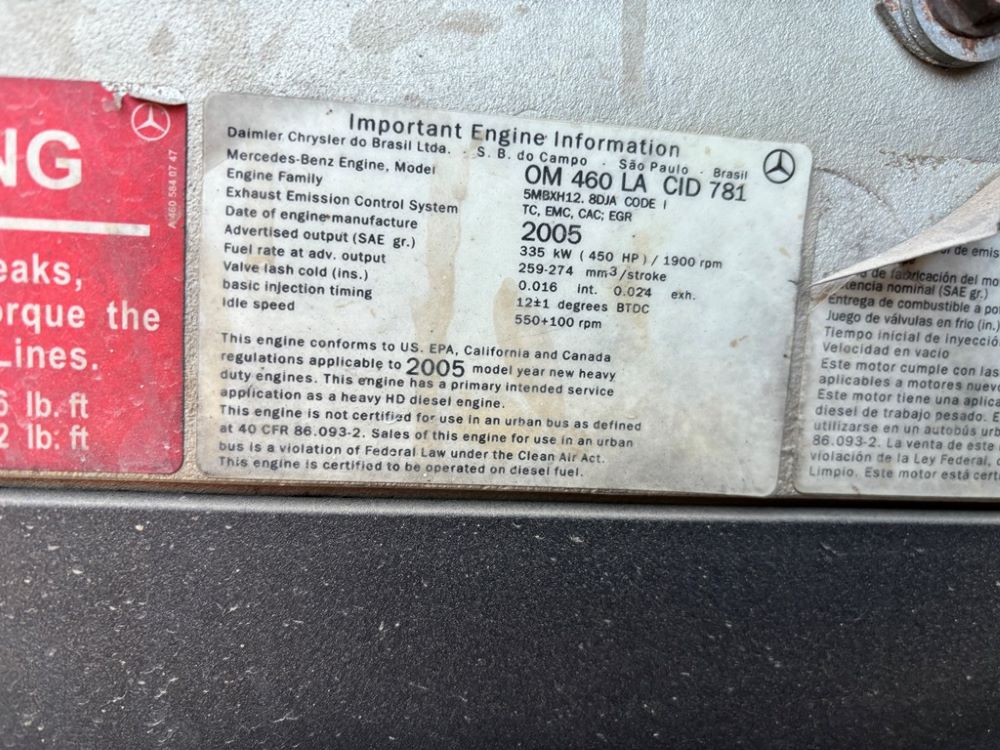 NG
eaks,
orque the
Lines.
6 lb. ft
2 lb. ft
A 460 584 07 47
Important Engine Information
Daimler Chrysler do Brasil Ltda. · S. B. do Campo · São Paulo · Brasil
Mercedes-Benz Engine, Model OM 460 LA CID 781
Engine Family 5MBXH12.8DJA CODE I
Exhaust Emission Control System TC, EMC, CAC; EGR
Date of engine manufacture 2005
Advertised output (SAE gr.) 335 kW (450 HP) / 1900 rpm
Fuel rate at adv. output 259-274 mm³/stroke
Valve lash cold (ins.) 0.016 int. 0.024 exh.
basic injection timing 12±1 degrees BTDC
Idle speed 550+100 rpm
This engine conforms to US. EPA, California and Canada
regulations applicable to 2005 model year new heavy
duty engines. This engine has a primary intended service
application as a heavy HD diesel engine.
This engine is not certified for use in an urban bus as defined
at 40 CFR 86.093-2. Sales of this engine for use in an urban
bus is a violation of Federal Law under the Clean Air Act.
This engine is certified to be operated on diesel fuel.
de emis
de fabricación del mo
tencia nominal (SAE gr.)
Entrega de combustible a po
Juego de válvulas en frio (in.)
Tiempo inicial de inyecció
Velocidad en vacio
Este motor cumple con las
aplicables a motores nuevo
Este motor tiene una aplica
diesel de trabajo pesado. E
utilizarse en un autobús urb
86.093-2. La venta de este
violación de la Ley Federal, d
Limpio. Este motor está cert